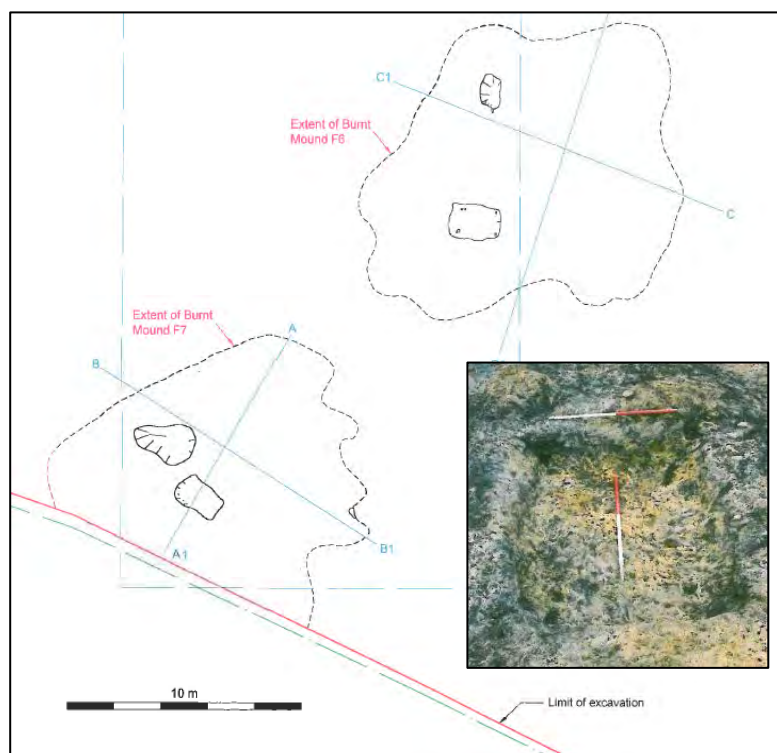 C1
Extent of Burnt
Mound F6
C
Extent of Burnt
Mound F7
A
B
A1
B1
10 m
Limit of excavation